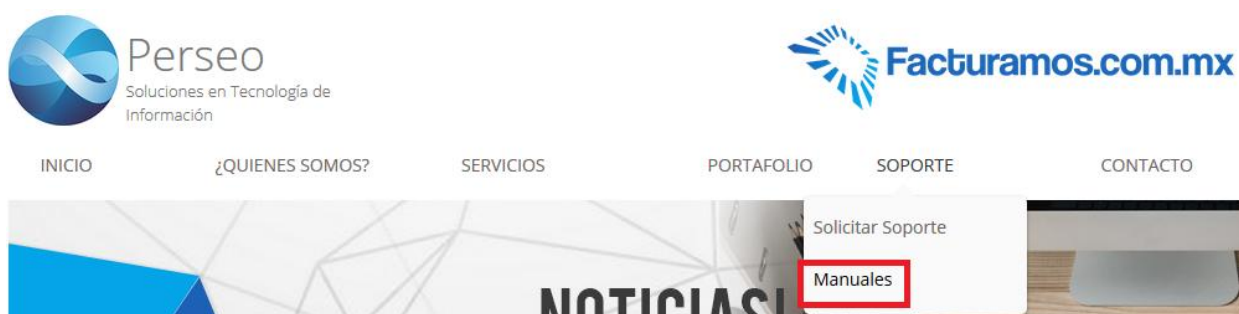 Perseo
Soluciones en Tecnología de
Información
Facturamos.com.mx
INICIO
¿QUIENES SOMOS?
SERVICIOS
PORTAFOLIO
SOPORTE
CONTACTO
Solicitar Soporte
Manuales
NOTICIAS!